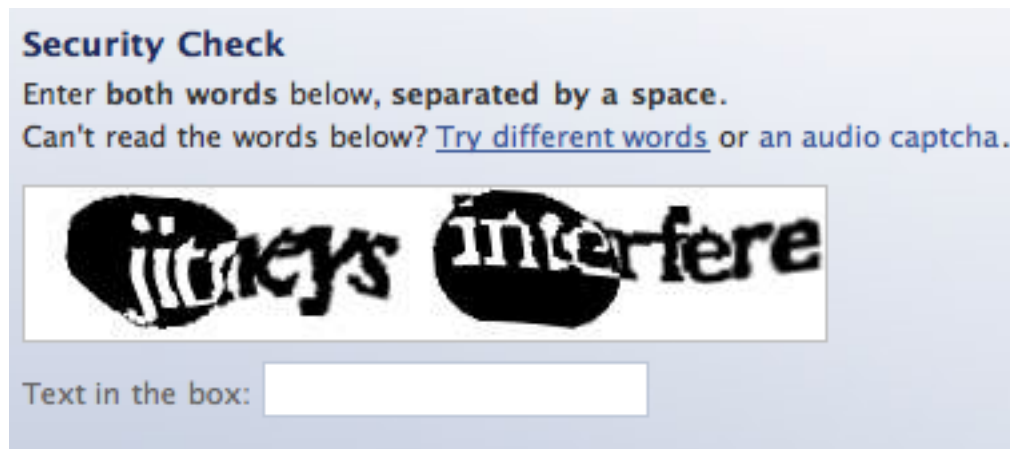 Security Check
Enter both words below, separated by a space.
Can't read the words below? Try different words or an audio captcha.
jitneys interfere
Text in the box: